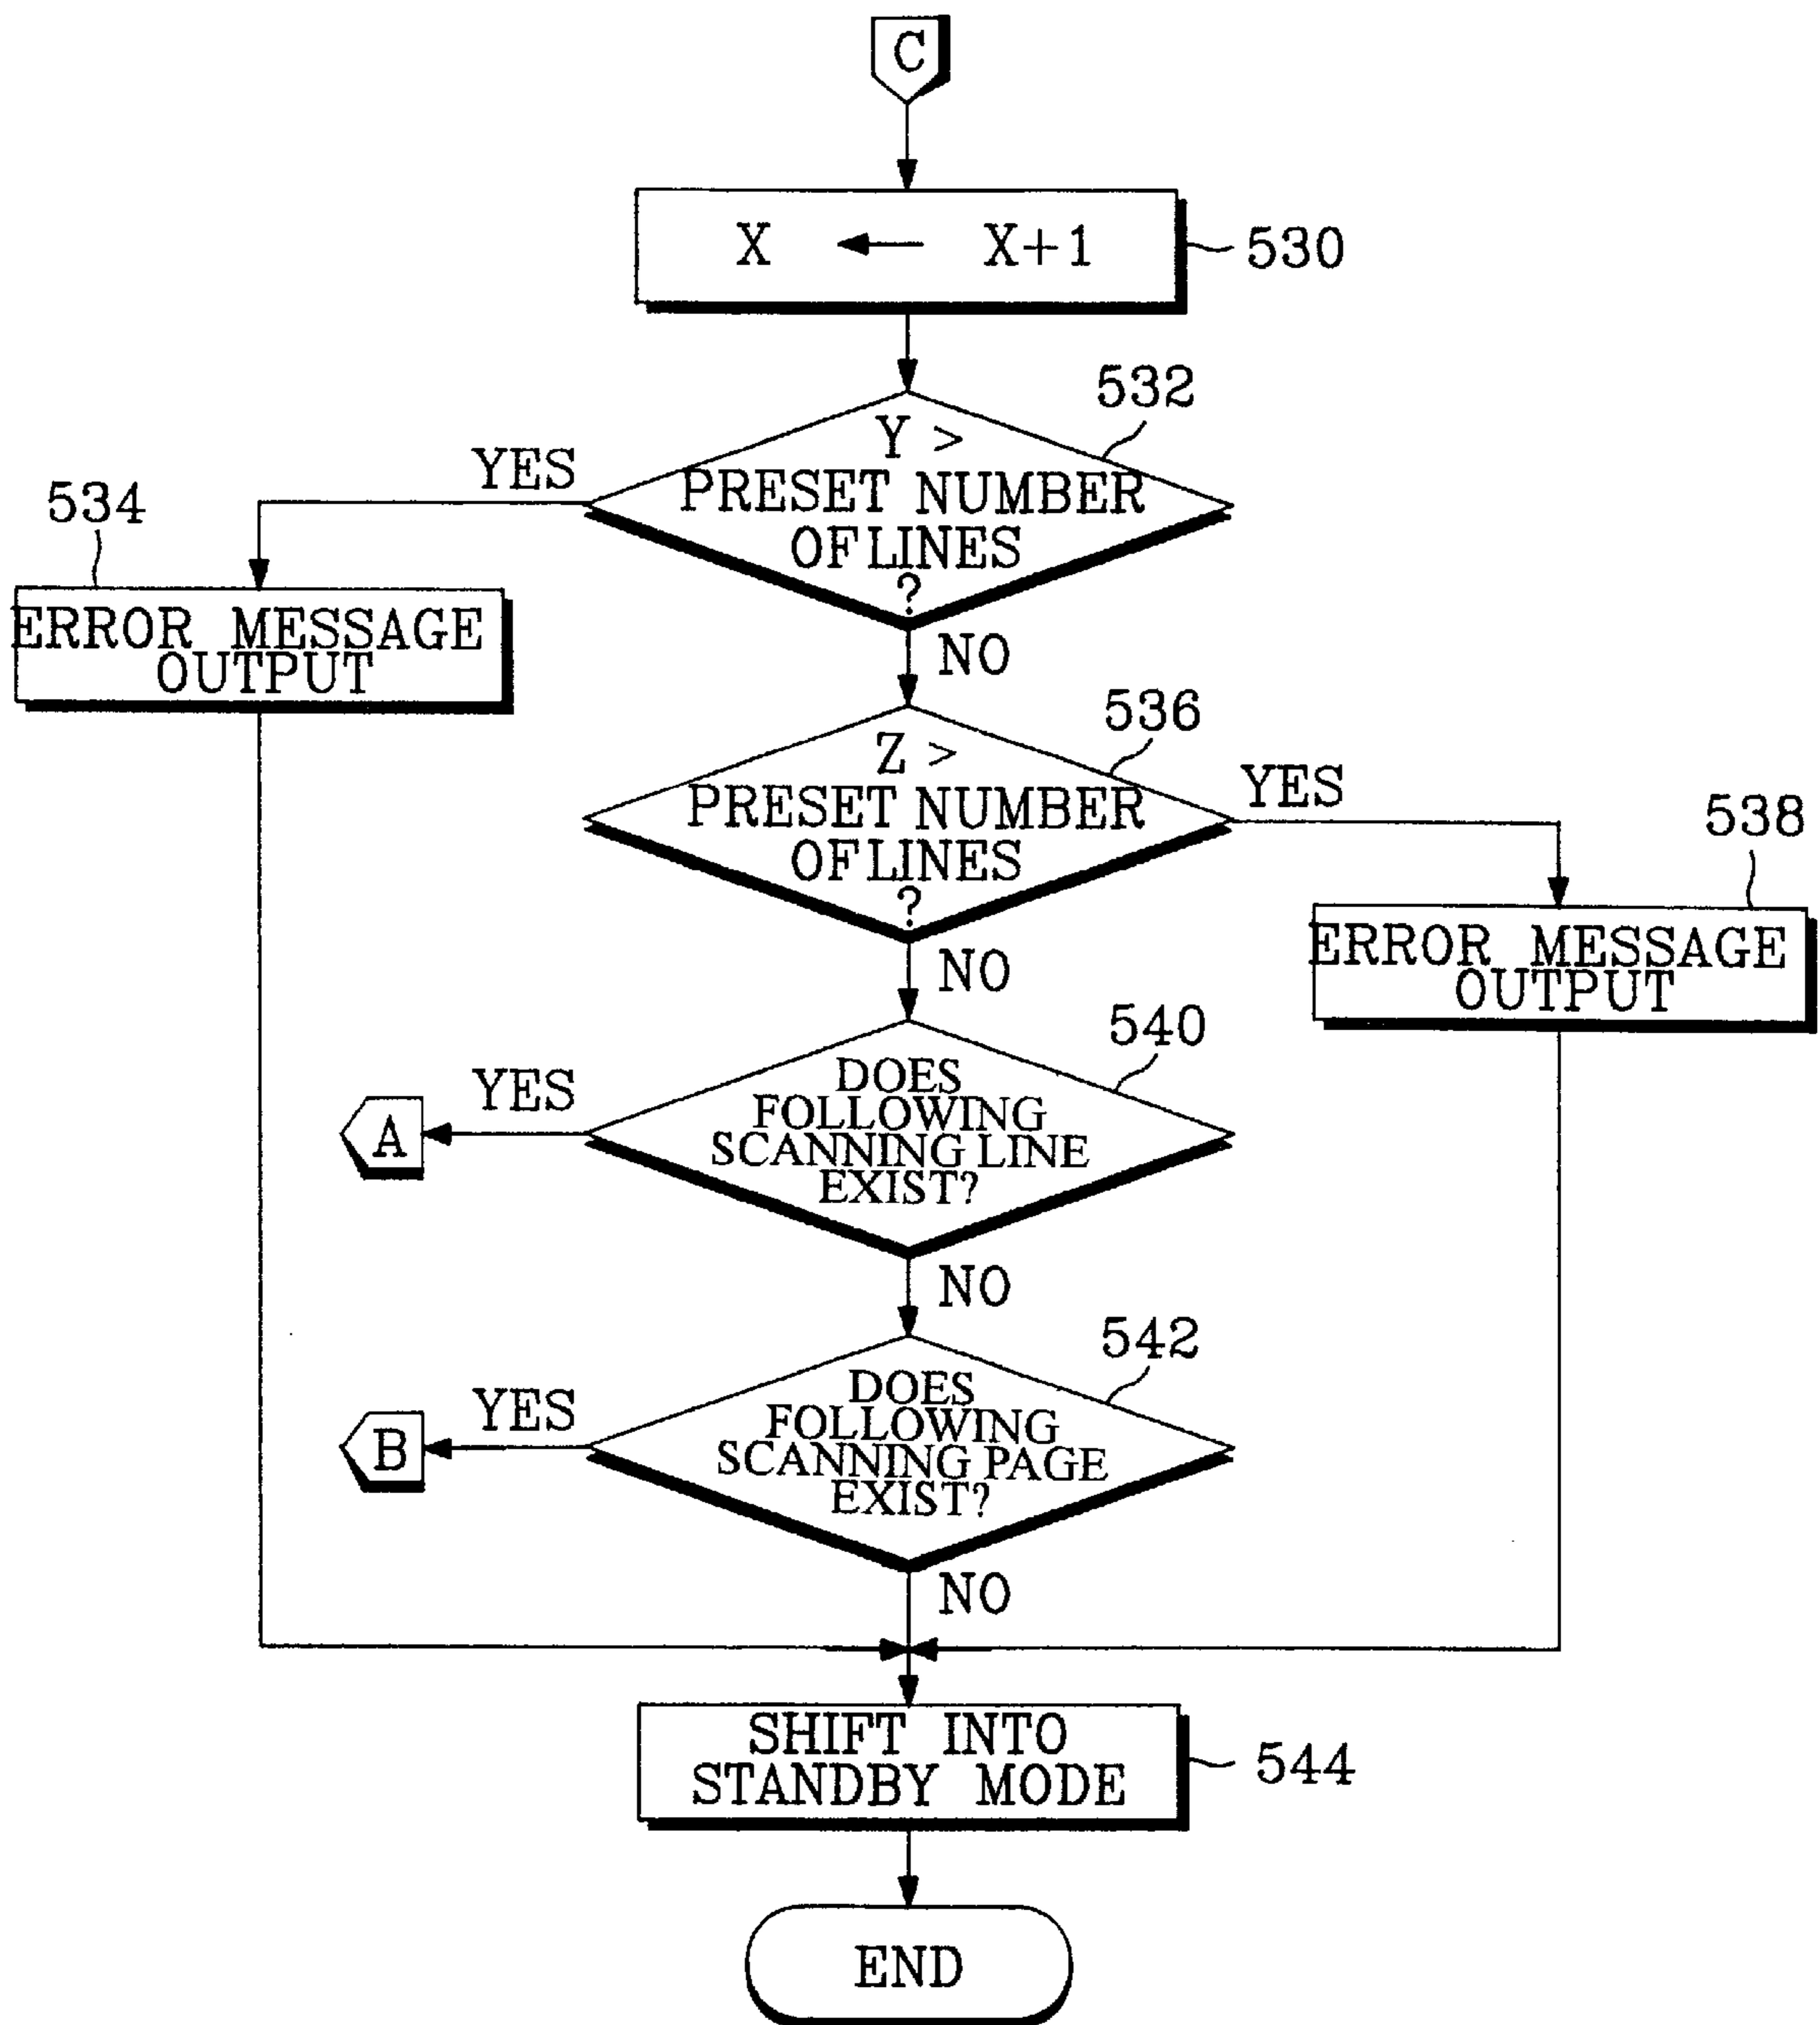 C
X ← X+1
530
532
Y >
PRESET NUMBER
OF LINES
?
YES
534
ERROR MESSAGE
OUTPUT
NO
536
Z >
PRESET NUMBER
OF LINES
?
YES
538
ERROR MESSAGE
OUTPUT
NO
540
DOES
FOLLOWING
SCANNING LINE
EXIST?
YES
A
NO
542
DOES
FOLLOWING
SCANNING PAGE
EXIST?
YES
B
NO
SHIFT INTO
STANDBY MODE
544
END